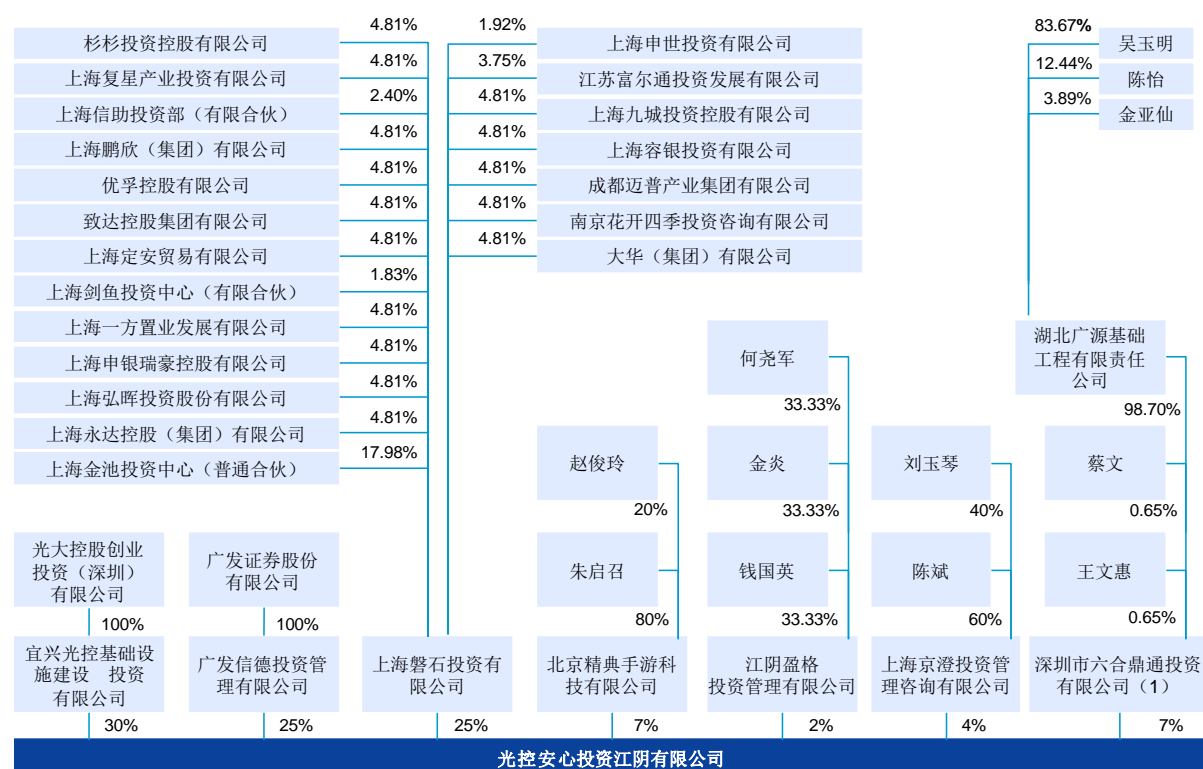 4.81%
杉杉投资控股有限公司
4.81%
上海复星产业投资有限公司
2.40%
上海信助投资部（有限合伙）
4.81%
上海鹏欣（集团）有限公司
4.81%
优孚控股有限公司
4.81%
致达控股集团有限公司
4.81%
上海定安贸易有限公司
1.83%
上海剑鱼投资中心（有限合伙）
4.81%
上海一方置业发展有限公司
4.81%
上海申银瑞豪控股有限公司
4.81%
上海弘晖投资股份有限公司
4.81%
上海永达控股（集团）有限公司
17.98%
上海金池投资中心（普通合伙）
1.92%
上海申世投资有限公司
3.75%
江苏富尔通投资发展有限公司
4.81%
上海九城投资控股有限公司
4.81%
上海容银投资有限公司
4.81%
成都迈普产业集团有限公司
4.81%
南京花开四季投资咨询有限公司
4.81%
大华（集团）有限公司
83.67%
吴玉明
12.44%
陈怡
3.89%
金亚仙
湖北广源基础
工程有限责任
公司
98.70%
何尧军
33.33%
赵俊玲
20%
金炎
33.33%
刘玉琴
40%
蔡文
0.65%
光大控股创业
投资（深圳）
有限公司
100%
广发证券股份
有限公司
100%
朱启召
80%
钱国英
33.33%
陈斌
60%
王文惠
0.65%
宜兴光控基础设
施建设 投资
有限公司
30%
广发信德投资管
理有限公司
25%
上海磐石投资有
限公司
25%
北京精典手游科
技有限公司
7%
江阴盈格
投资管理有限公司
2%
上海京澄投资管
理咨询有限公司
4%
深圳市六合鼎通投资
有限公司（1）
7%
光控安心投资江阴有限公司